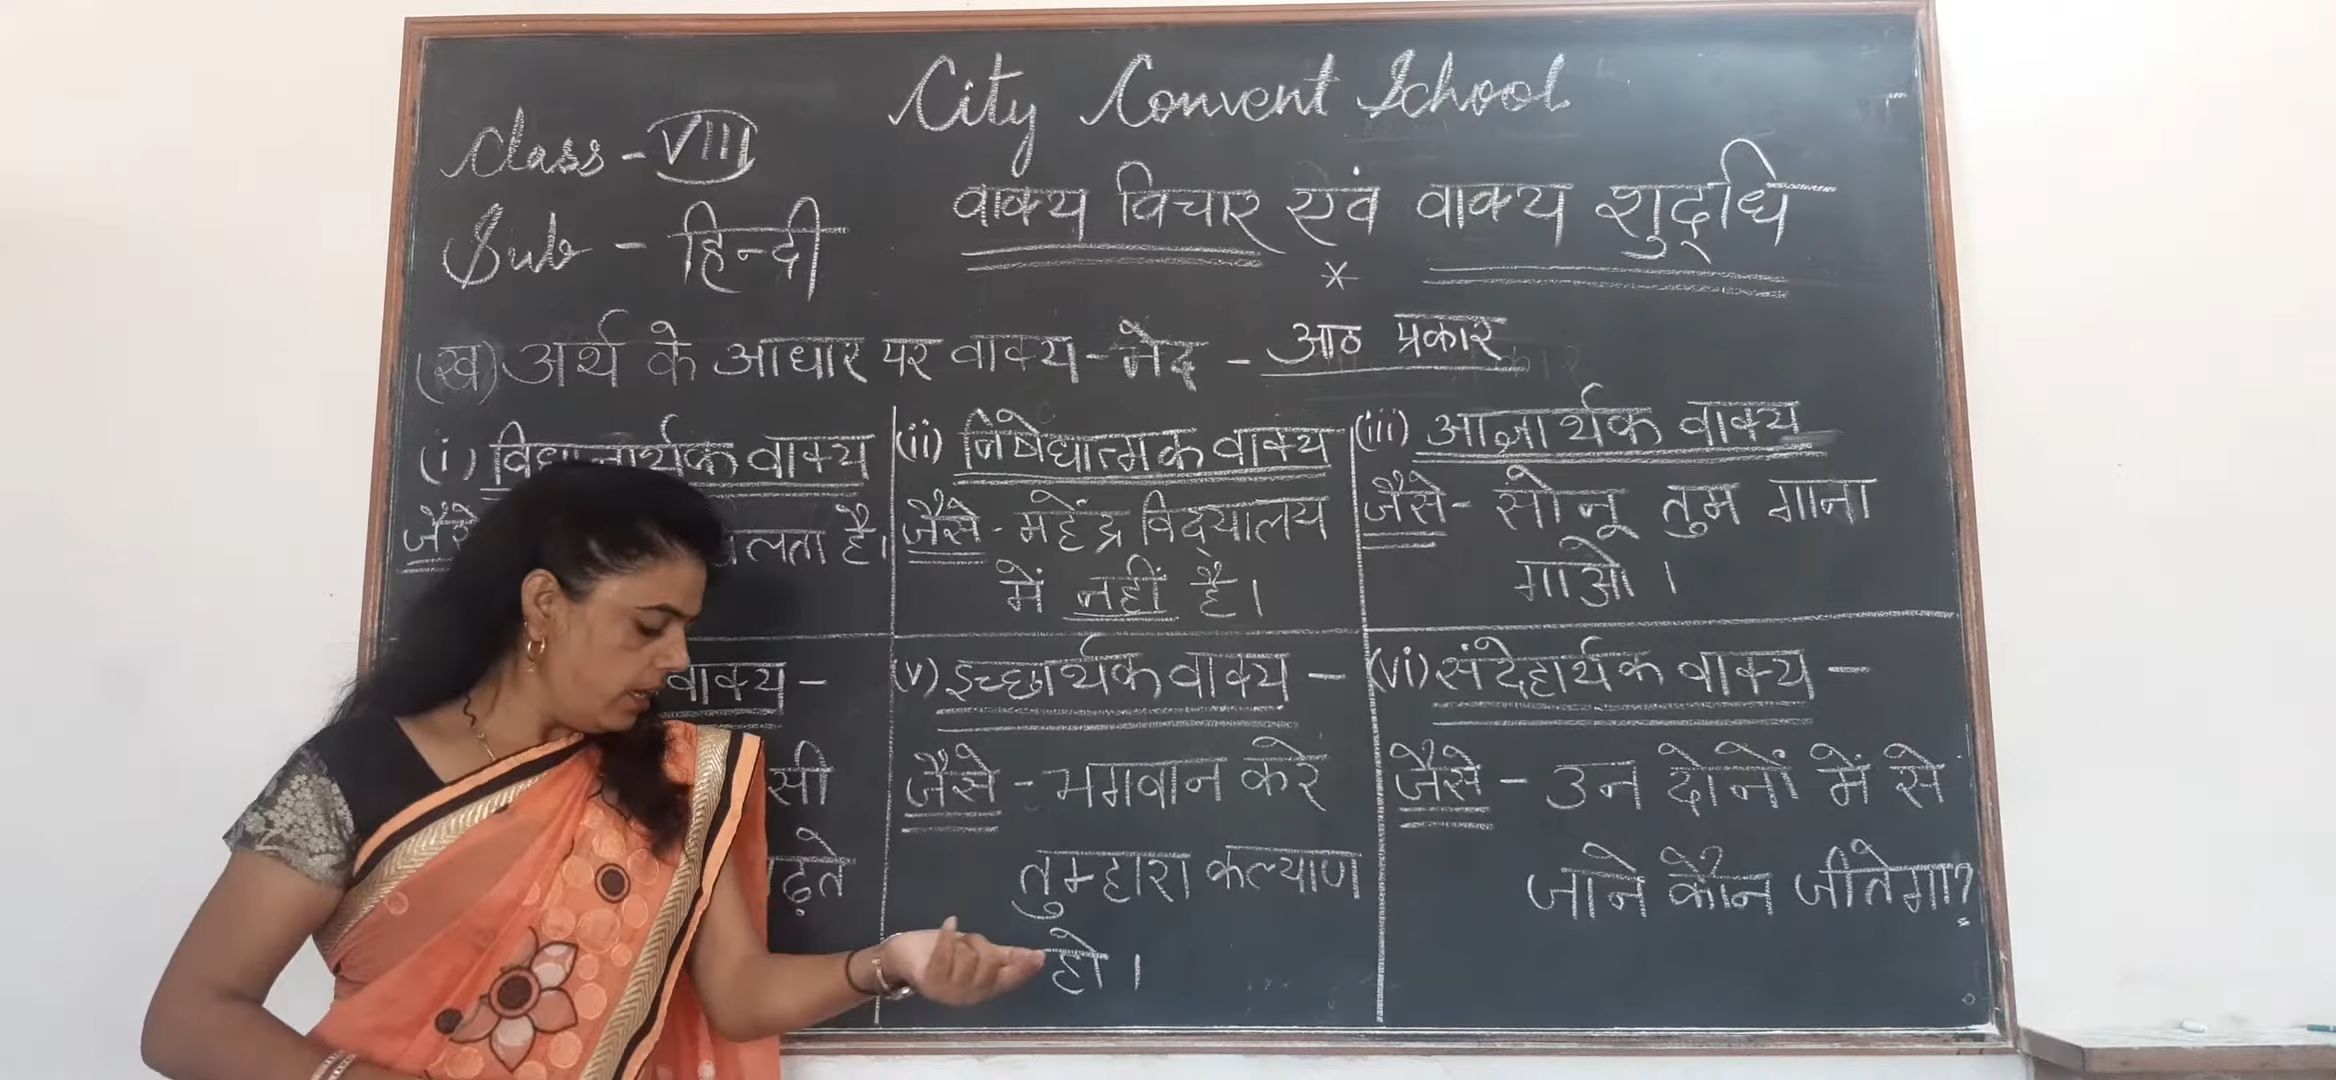 City Convent School
Class - VIII
Sub - हिन्दी
वाक्य विचार एवं वाक्य शुद्धि
*
(ख) अर्थ के आधार पर वाक्य-भेद - आठ प्रकार
(i) विधानार्थक वाक्य
जैसे
है।
(ii) निषेधात्मक वाक्य
जैसे - महेंद्र विद्यालय
में नहीं है।
(iii) आज्ञार्थक वाक्य
जैसे - सोनू तुम गाना
गाओ।
वाक्य -
सी
ढ़ते
(v) इच्छार्थक वाक्य -
जैसे - भगवान करे
तुम्हारा कल्याण
हो।
(vi) संदेहार्थक वाक्य -
जैसे - उन दोनों में से
जाने कौन जीतेगा?